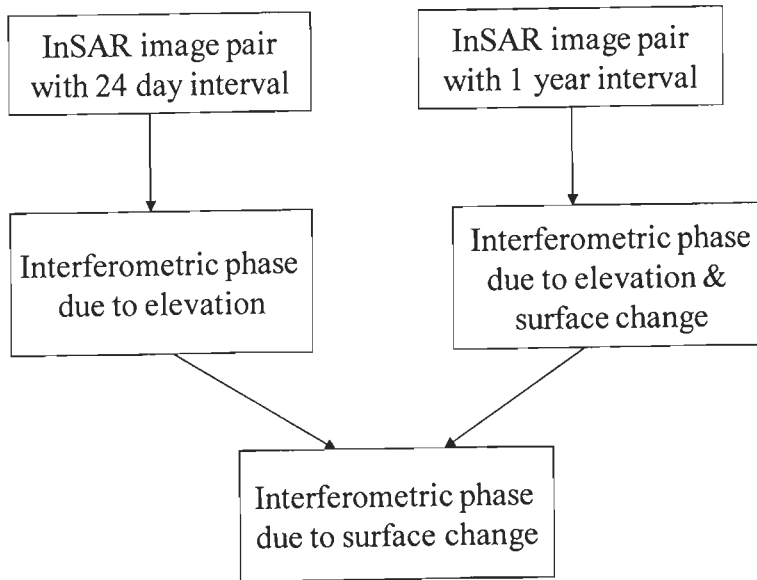 InSAR image pair
with 24 day interval
InSAR image pair
with 1 year interval
Interferometric phase
due to elevation
Interferometric phase
due to elevation &
surface change
Interferometric phase
due to surface change